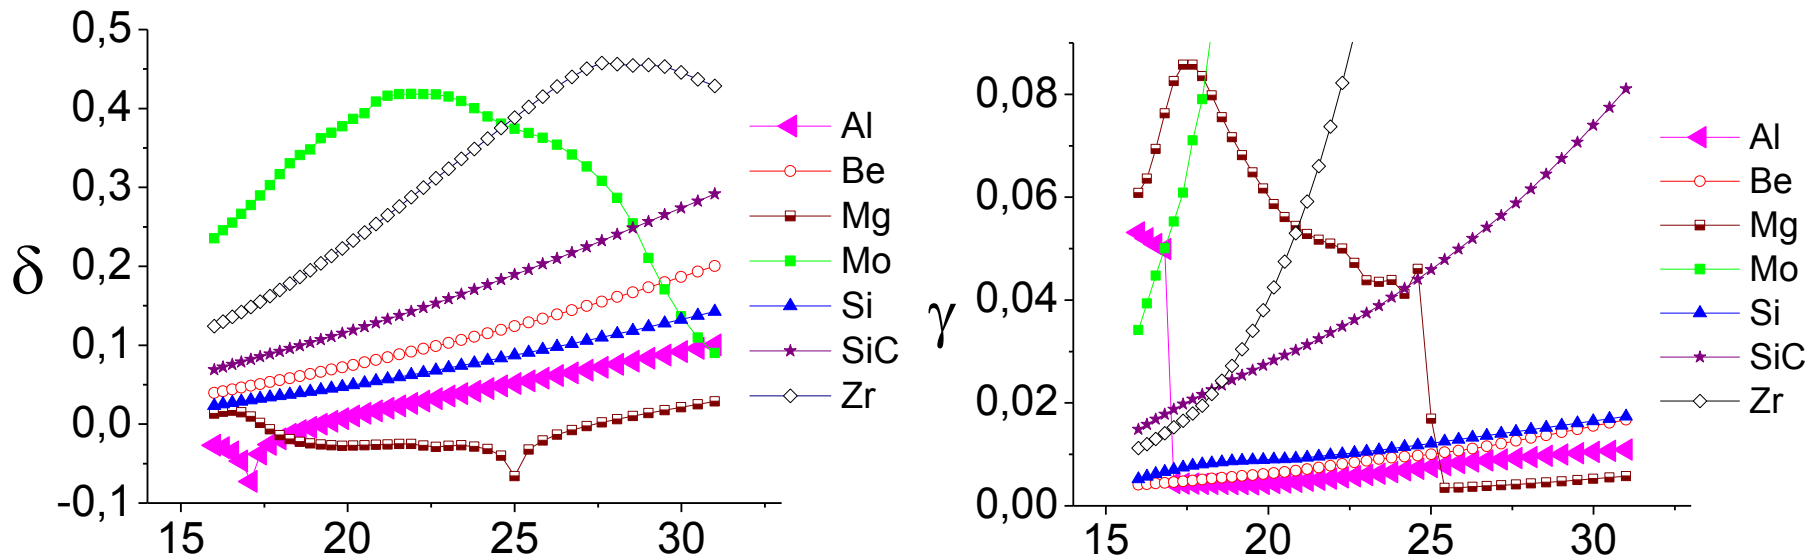 δ
0,5
0,4
0,3
0,2
0,1
0,0
-0,1
15 20 25 30
Al
Be
Mg
Mo
Si
SiC
Zr
γ
0,08
0,06
0,04
0,02
0,00
15 20 25 30
Al
Be
Mg
Mo
Si
SiC
Zr